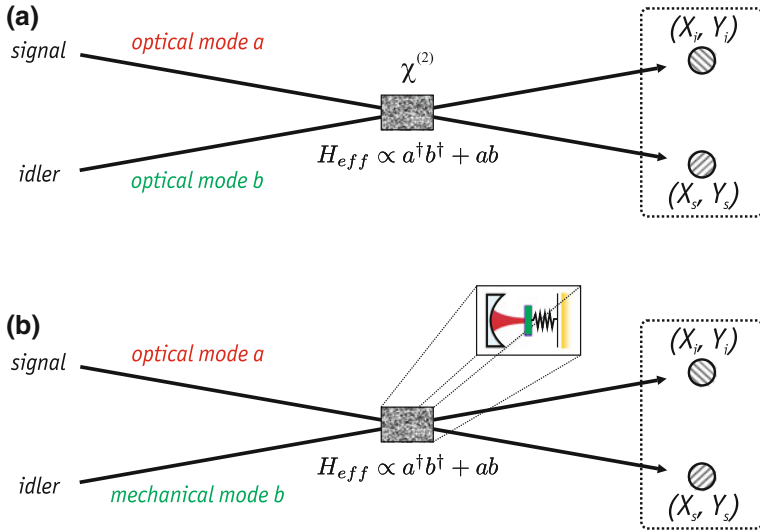 (a)
signal
optical mode a
χ(2)
(Xi, Yi)
idler
optical mode b
Heff ∝ a†b† + ab
(Xs, Ys)
(b)
signal
optical mode a
(Xi, Yi)
idler
mechanical mode b
Heff ∝ a†b† + ab
(Xs, Ys)